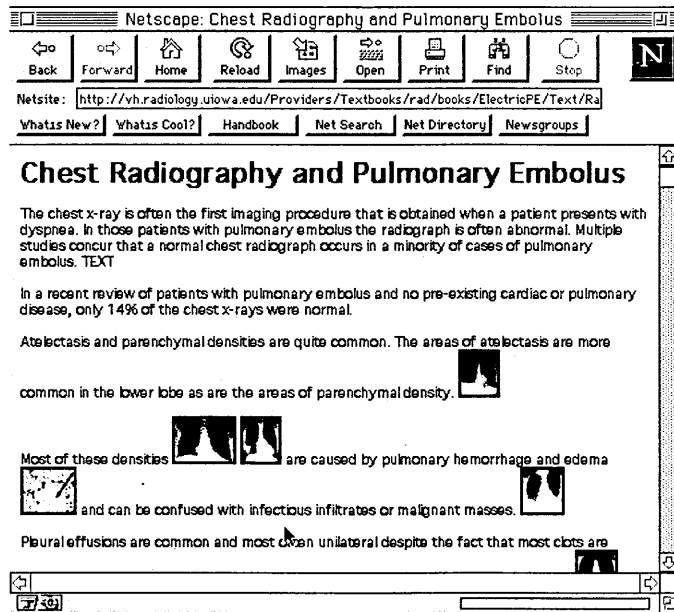 Netscape: Chest Radiography and Pulmonary Embolus
Back Forward Home Reload Images Open Print Find Stop N
Netsite: http://vh.radiology.uiowa.edu/Providers/Textbooks/rad/books/ElectricPE/Text/Ra
What's New? What's Cool? Handbook Net Search Net Directory Newsgroups
Chest Radiography and Pulmonary Embolus
The chest x-ray is often the first imaging procedure that is obtained when a patient presents with
dyspnea. In those patients with pulmonary embolus the radiograph is often abnormal. Multiple
studies concur that a normal chest radiograph occurs in a minority of cases of pulmonary
embolus. TEXT
In a recent review of patients with pulmonary embolus and no pre-existing cardiac or pulmonary
disease, only 14% of the chest x-rays were normal.
Atelectasis and parenchymal densities are quite common. The areas of atelectasis are more
common in the lower lobe as are the areas of parenchymal density.
Most of these densities are caused by pulmonary hemorrhage and edema
and can be confused with infectious infiltrates or malignant masses.
Pleural effusions are common and most often unilateral despite the fact that most clots are